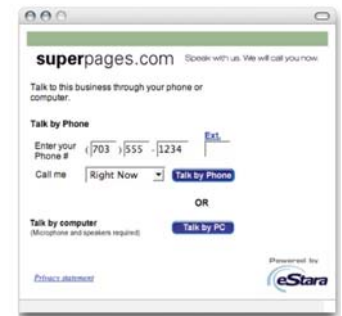 superpages.com Speak with us. We will call you now.
Talk to this business through your phone or
computer.
Talk by Phone
Ext.
Enter your
Phone # (703) 555 - 1234
Call me Right Now Talk by Phone
OR
Talk by computer
(Microphone and speakers required)
Talk by PC
Powered by
Privacy statement
eStara